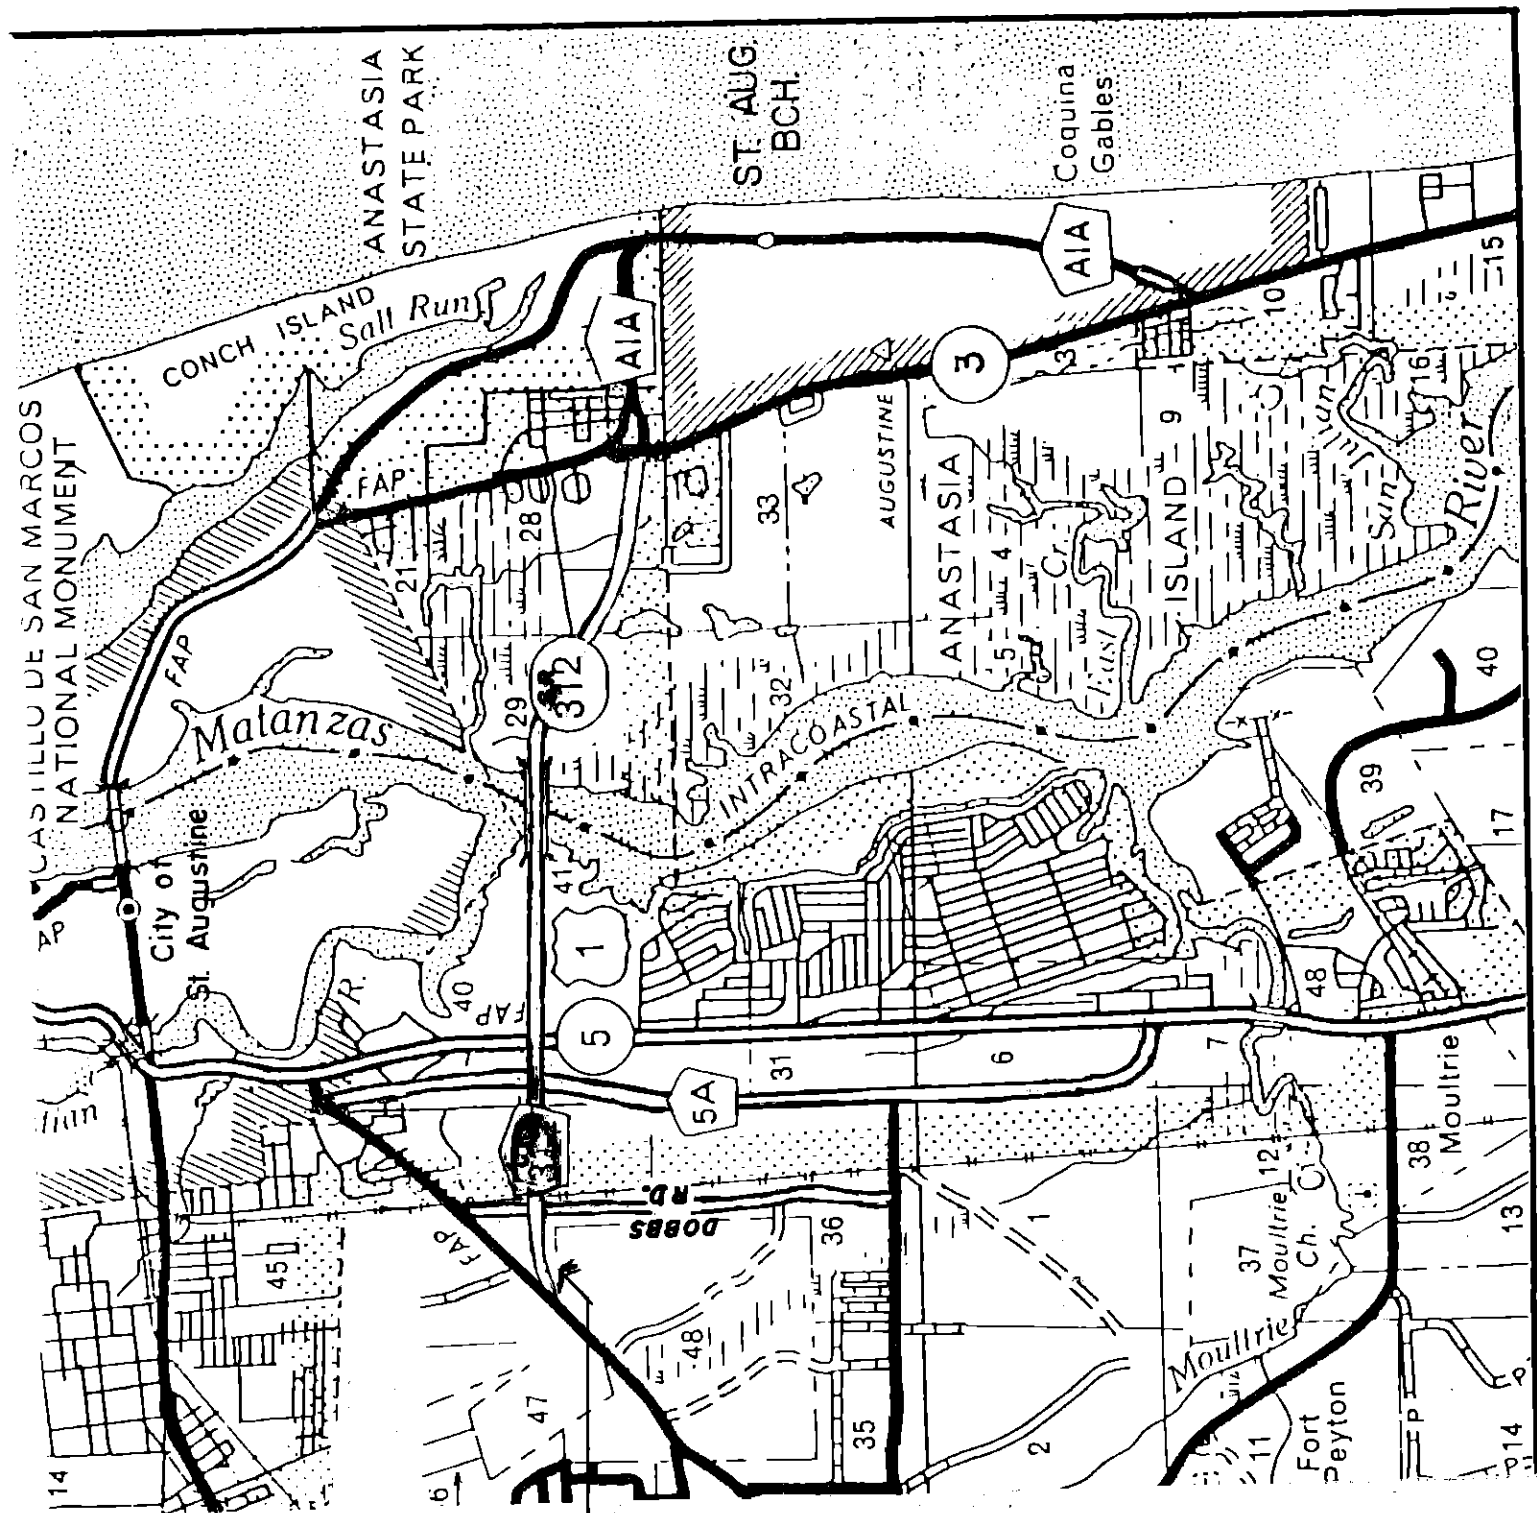 CASTILLO DE SAN MARCOS
NATIONAL MONUMENT
ANASTASIA
STATE PARK
ST. AUG.
BCH.
Coquina
Gables
CONCH ISLAND
Salt Run
A1A
A1A
3
FAP
FAP
AP
City of
St. Augustine
Matanzas
R.
21
28
29
312
33
32
AUGUSTINE
ANASTASIA
ISLAND
3
4
5
9
10
15
16
East
Cr.
San
River
INTRACOASTAL
40
41
FAP
1
5
5A
31
6
7
48
39
40
17
Moultrie
38
12
13
DOBBS
RD.
FAP
36
1
37
Moultrie
Ch.
45
48
47
35
2
Moultrie
Cr.
11
Fort
Peyton
14
6
14
P
P
P